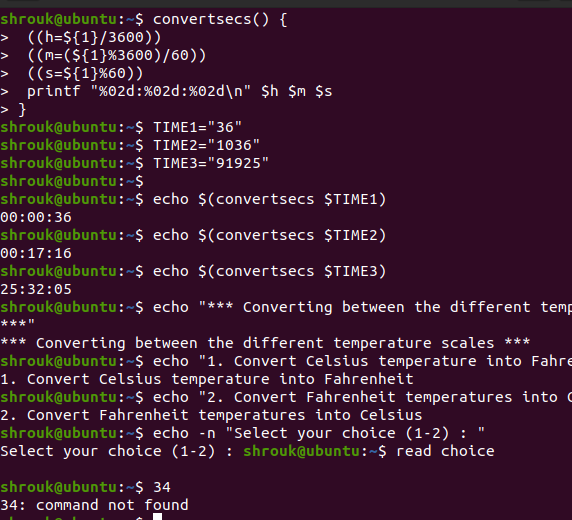 shrouk@ubuntu:~$ convertsecs() {
>  ((h=${1}/3600))
>  ((m=(${1}%3600)/60))
>  ((s=${1}%60))
>  printf "%02d:%02d:%02d\n" $h $m $s
> }
shrouk@ubuntu:~$ TIME1="36"
shrouk@ubuntu:~$ TIME2="1036"
shrouk@ubuntu:~$ TIME3="91925"
shrouk@ubuntu:~$
shrouk@ubuntu:~$ echo $(convertsecs $TIME1)
00:00:36
shrouk@ubuntu:~$ echo $(convertsecs $TIME2)
00:17:16
shrouk@ubuntu:~$ echo $(convertsecs $TIME3)
25:32:05
shrouk@ubuntu:~$ echo "*** Converting between the different temp
***"
*** Converting between the different temperature scales ***
shrouk@ubuntu:~$ echo "1. Convert Celsius temperature into Fahre
1. Convert Celsius temperature into Fahrenheit
shrouk@ubuntu:~$ echo "2. Convert Fahrenheit temperatures into C
2. Convert Fahrenheit temperatures into Celsius
shrouk@ubuntu:~$ echo -n "Select your choice (1-2) : "
Select your choice (1-2) : shrouk@ubuntu:~$ read choice

shrouk@ubuntu:~$ 34
34: command not found
shrouk@ubuntu:~$